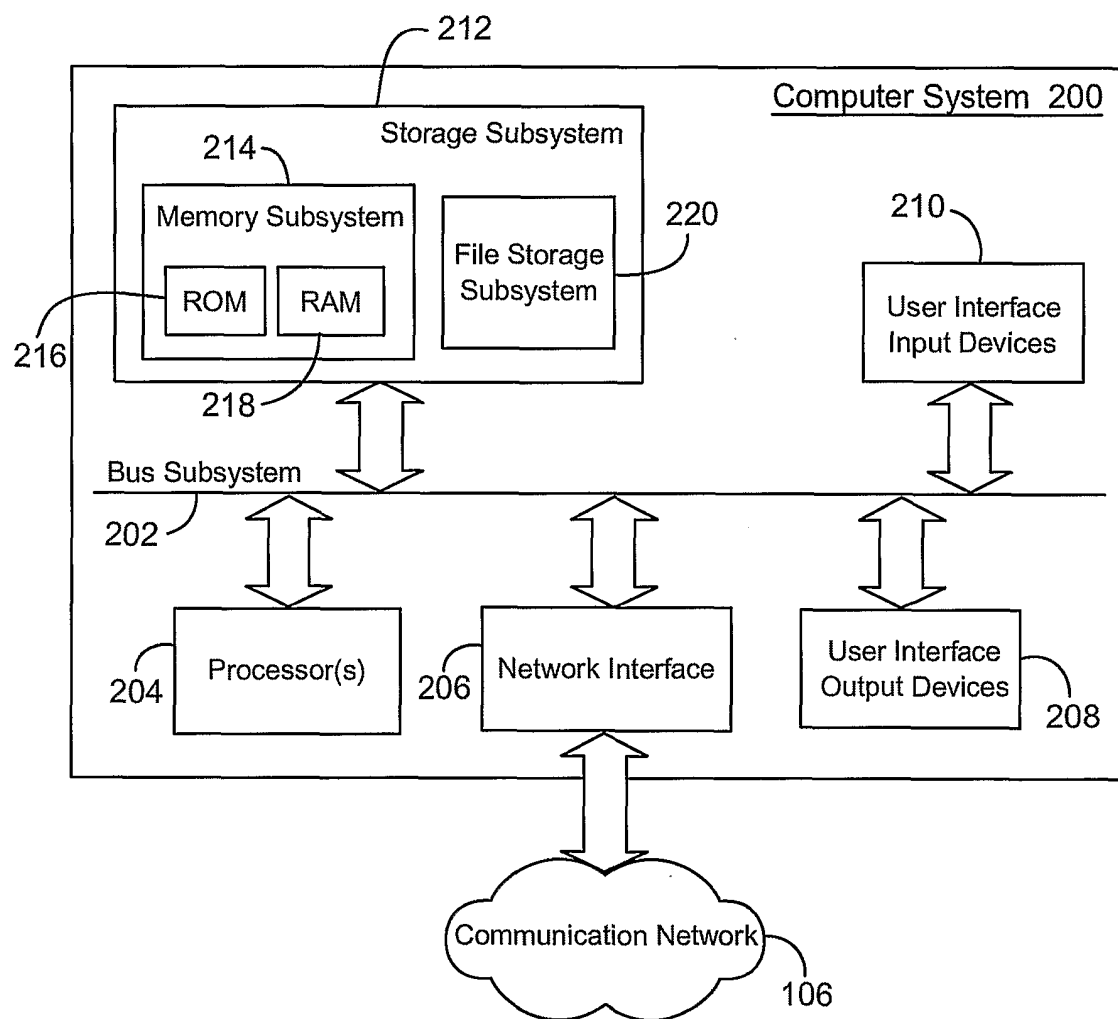 212
Computer System 200
Storage Subsystem
214
Memory Subsystem
210
220
File Storage
Subsystem
ROM
RAM
User Interface
Input Devices
216
218
Bus Subsystem
202
Processor(s)
204
Network Interface
206
User Interface
Output Devices
208
Communication Network
106